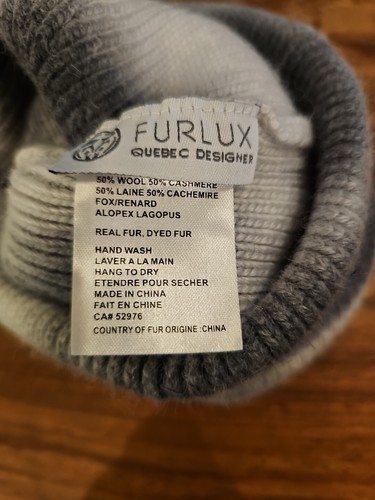 FURLUX
QUEBEC DESIGNER
50% WOOL 50% CASHMERE
50% LAINE 50% CACHEMIRE
FOX/RENARD
ALOPEX LAGOPUS
REAL FUR, DYED FUR
HAND WASH
LAVER A LA MAIN
HANG TO DRY
ETENDRE POUR SECHER
MADE IN CHINA
FAIT EN CHINE
CA# 52976
COUNTRY OF FUR ORIGINE :CHINA